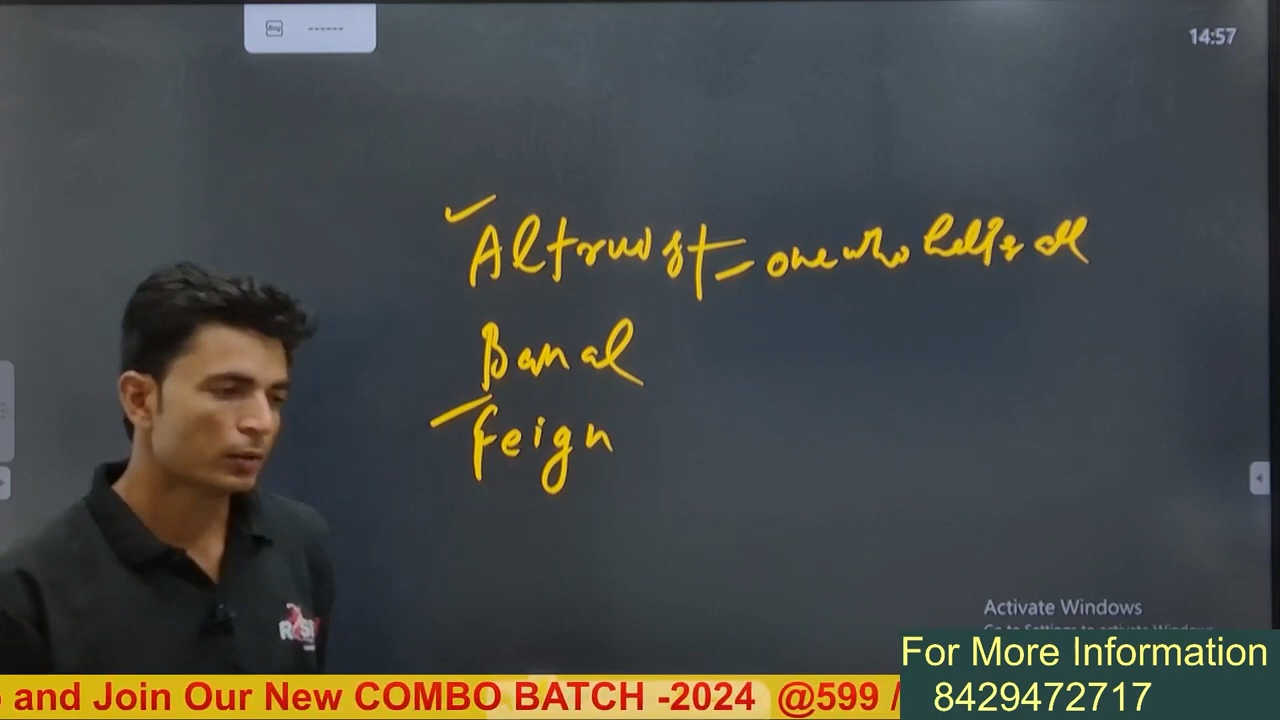 14:57
Altruist = one who helps all
Banal
Feign
Activate Windows
For More Information
and Join Our New COMBO BATCH -2024 @599 /
8429472717